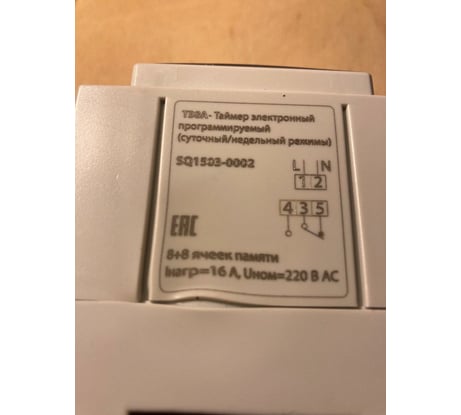 ТЭ8А- Таймер электронный
программируемый
(суточный/недельный режимы)
SQ1503-0002
L N
1 2
4 3 5
EAC
8+8 ячеек памяти
Iнагр=16 А, Uном=220 В АС